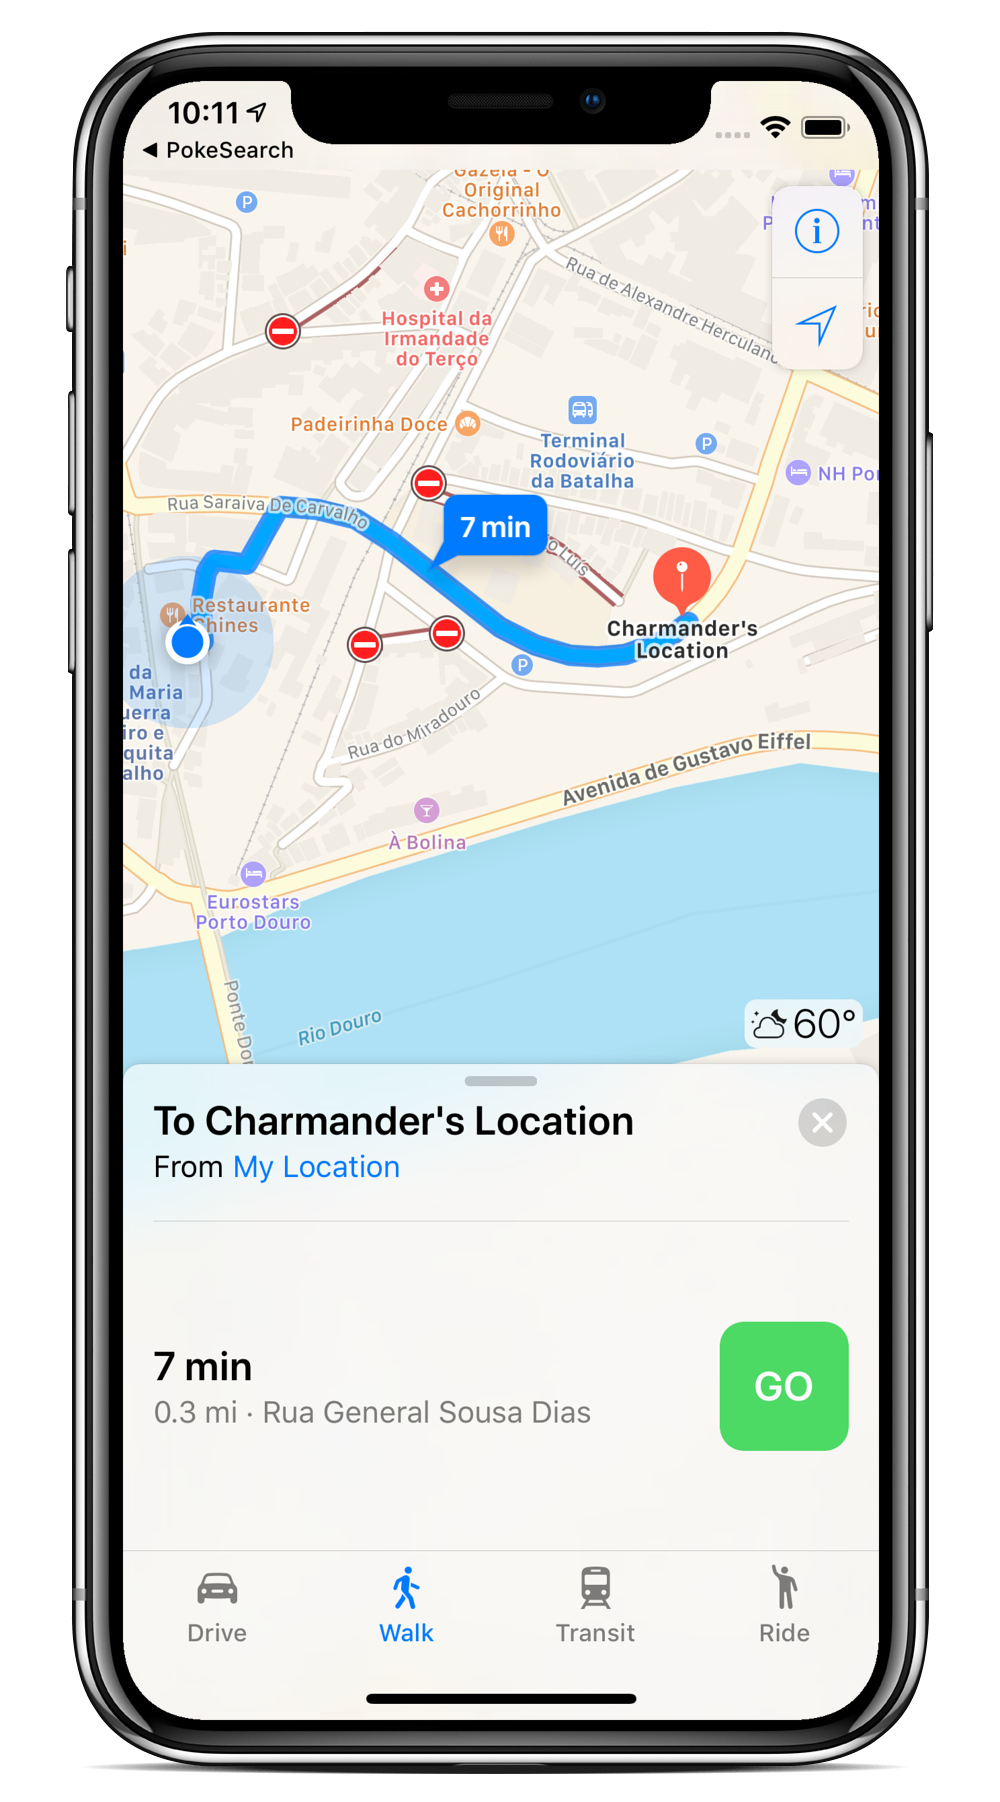 10:11
◀ PokeSearch
Gazela - O
Original
Cachorrinho
P
Rua de Alexandre Herculano
Hospital da
Irmandade
do Terço
Padeirinha Doce
Terminal
Rodoviário
da Batalha
P
NH Por
Rua Saraiva De Carvalho
7 min
o Luís
Restaurante
Chines
Charmander's
Location
P
da
Maria
uerra
iro e
quita
alho
Rua do Miradouro
Avenida de Gustavo Eiffel
À Bolina
Eurostars
Porto Douro
Ponte Dom
Rio Douro
60°
To Charmander's Location
From My Location
7 min
0.3 mi · Rua General Sousa Dias
GO
Drive
Walk
Transit
Ride